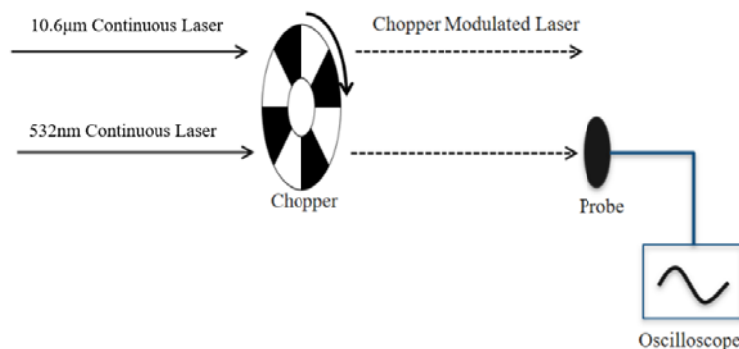 10.6μm Continuous Laser
Chopper Modulated Laser
532nm Continuous Laser
Chopper
Probe
Oscilloscope